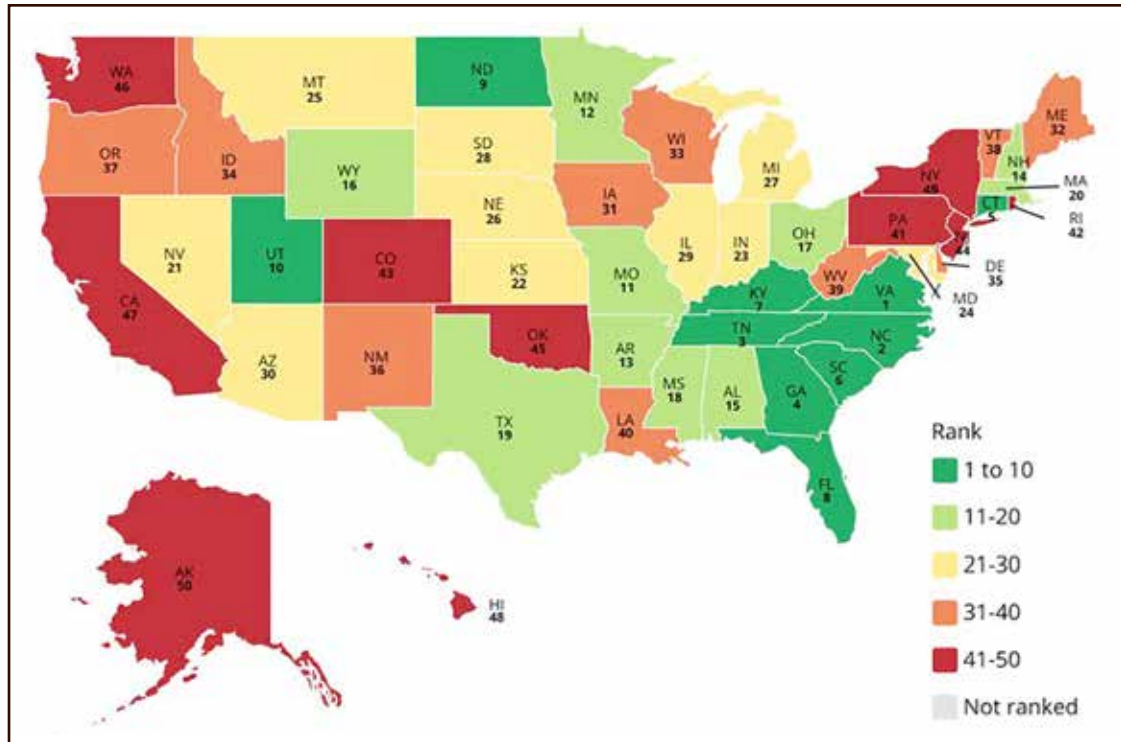 WA
46
MT
25
ND
9
MN
12
OR
37
ID
34
WY
16
SD
28
WI
33
MI
27
NY
49
VT
38
ME
32
NH
14
MA
20
CT
5
RI
42
NE
26
IA
31
NV
21
UT
10
CO
43
KS
22
MO
11
IL
29
IN
23
OH
17
PA
41
NJ
44
DE
35
MD
24
WV
39
VA
1
KY
7
CA
47
AZ
30
NM
36
OK
45
AR
13
TN
3
NC
2
SC
6
TX
19
LA
40
MS
18
AL
15
GA
4
FL
8
AK
50
HI
48
Rank
1 to 10
11-20
21-30
31-40
41-50
Not ranked